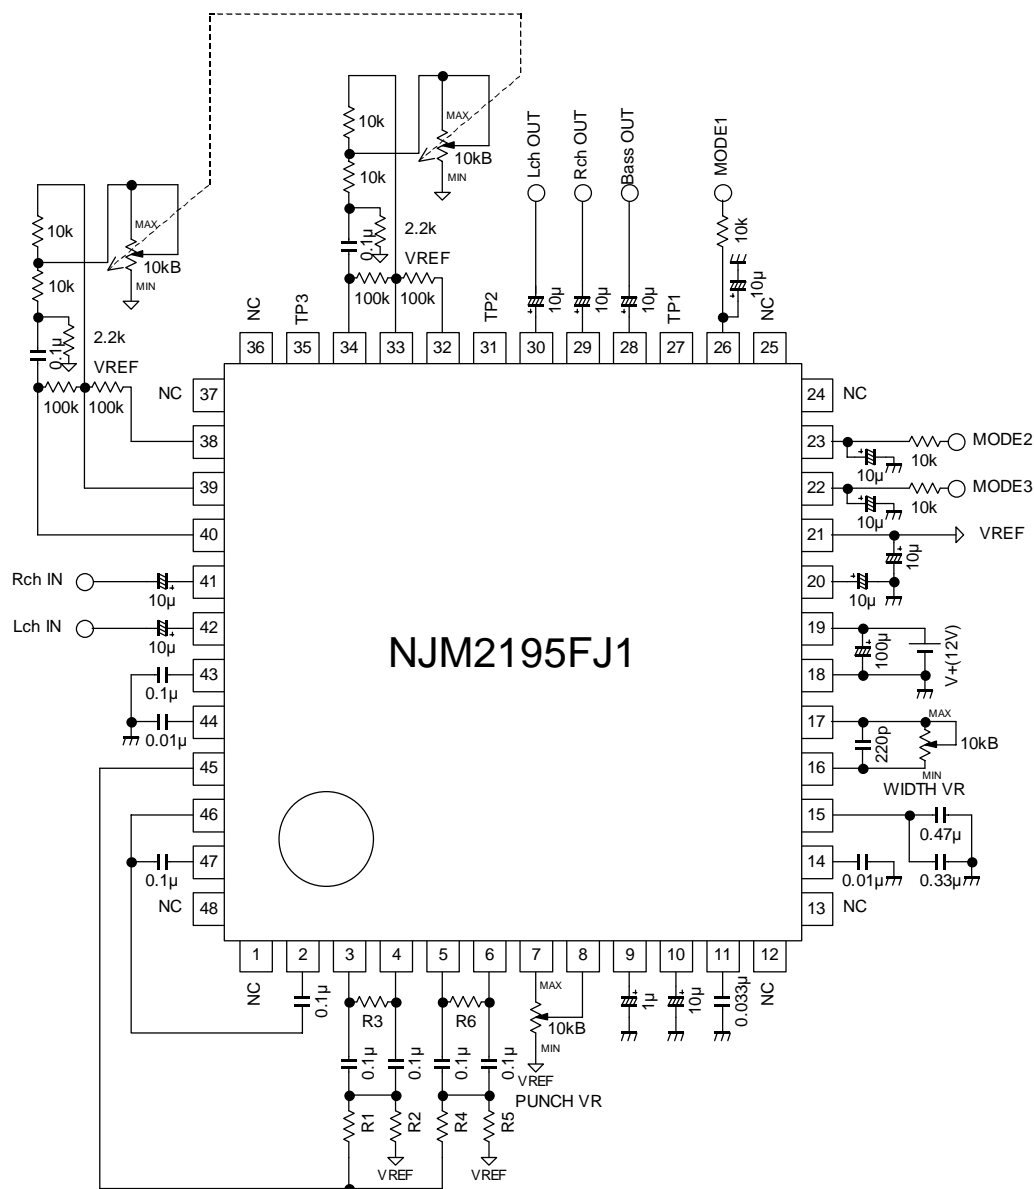 10k
MAX
10kB
MIN
10k
0.1µ
2.2k
VREF
100k
100k
Lch OUT
Rch OUT
Bass OUT
MODE1
10k
10µ
10µ
10µ
10µ
10k
MAX
10kB
MIN
10k
0.1µ
2.2k
VREF
100k
100k
NC
TP3
TP2
TP1
NC
36
35
34
33
32
31
30
29
28
27
26
25
NC
37
38
39
40
Rch IN
10µ
41
Lch IN
10µ
42
0.1µ
43
0.01µ
44
45
46
0.1µ
47
NC
48
NJM2195FJ1
24
NC
23
10µ
10k
MODE2
22
10µ
10k
MODE3
21
VREF
10µ
20
10µ
19
100µ
V+(12V)
18
17
MAX
220p
10kB
16
MIN
WIDTH VR
15
0.47µ
14
0.01µ
0.33µ
13
NC
1
2
3
4
5
6
7
8
9
10
11
12
NC
0.1µ
R3
R6
MAX
10kB
MIN
1µ
10µ
0.033µ
NC
0.1µ
0.1µ
0.1µ
0.1µ
VREF
PUNCH VR
R1
R2
R4
R5
VREF
VREF